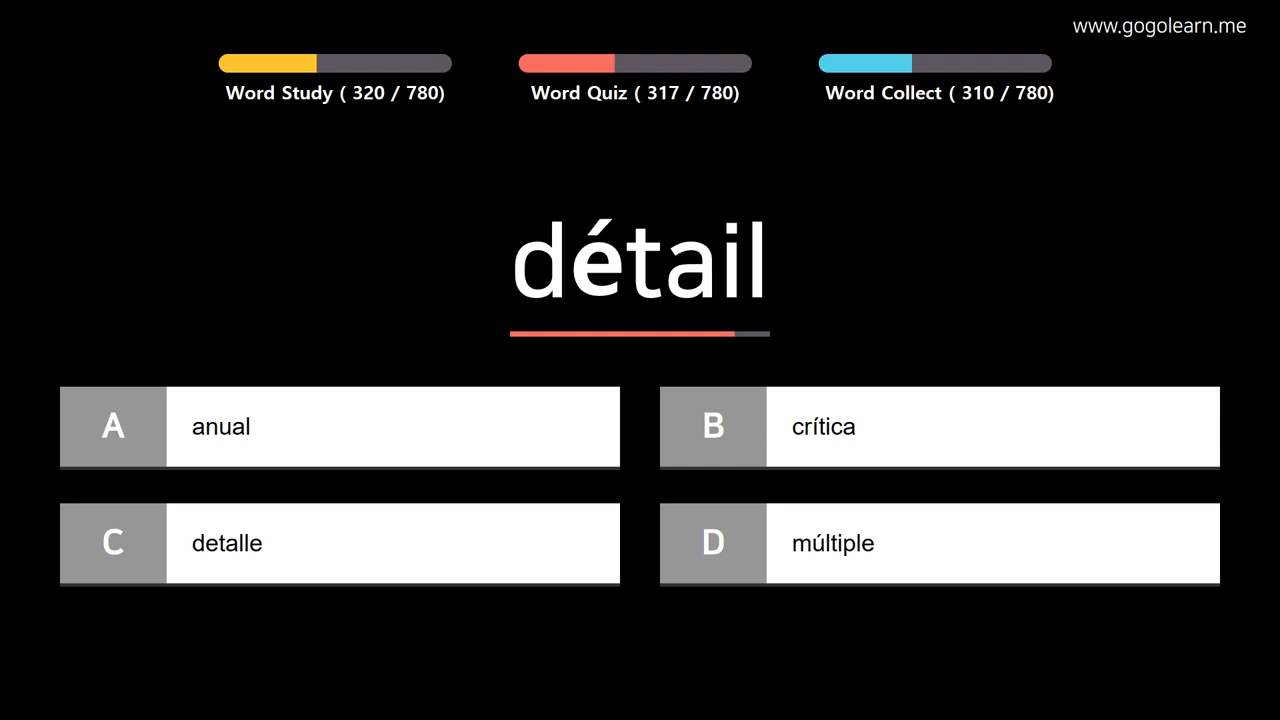 www.gogolearn.me
Word Study ( 320 / 780)
Word Quiz ( 317 / 780)
Word Collect ( 310 / 780)
détail
A anual
B crítica
C detalle
D múltiple